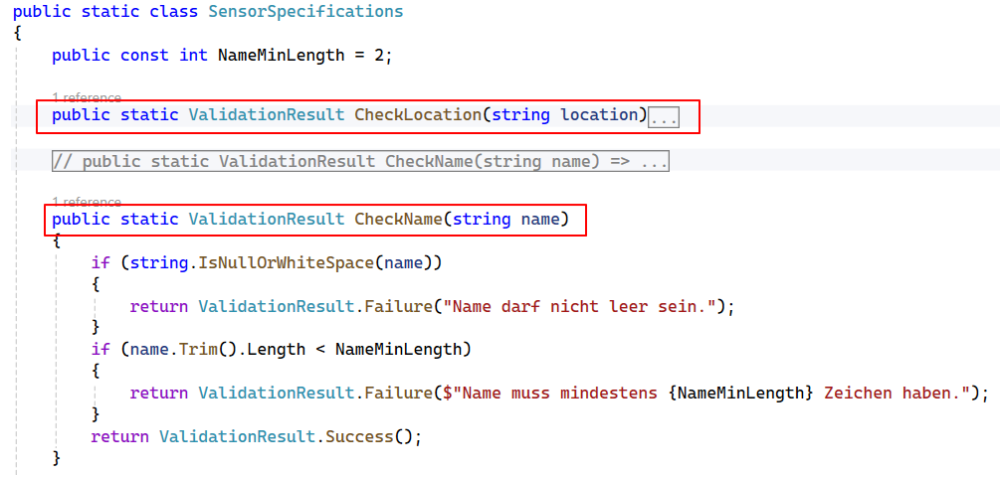 public static class SensorSpecifications
{
public const int NameMinLength = 2;
1 reference
public static ValidationResult CheckLocation(string location)...
// public static ValidationResult CheckName(string name) => ...
1 reference
public static ValidationResult CheckName(string name)
{
if (string.IsNullOrWhiteSpace(name))
{
return ValidationResult.Failure("Name darf nicht leer sein.");
}
if (name.Trim().Length < NameMinLength)
{
return ValidationResult.Failure($"Name muss mindestens {NameMinLength} Zeichen haben.");
}
return ValidationResult.Success();
}